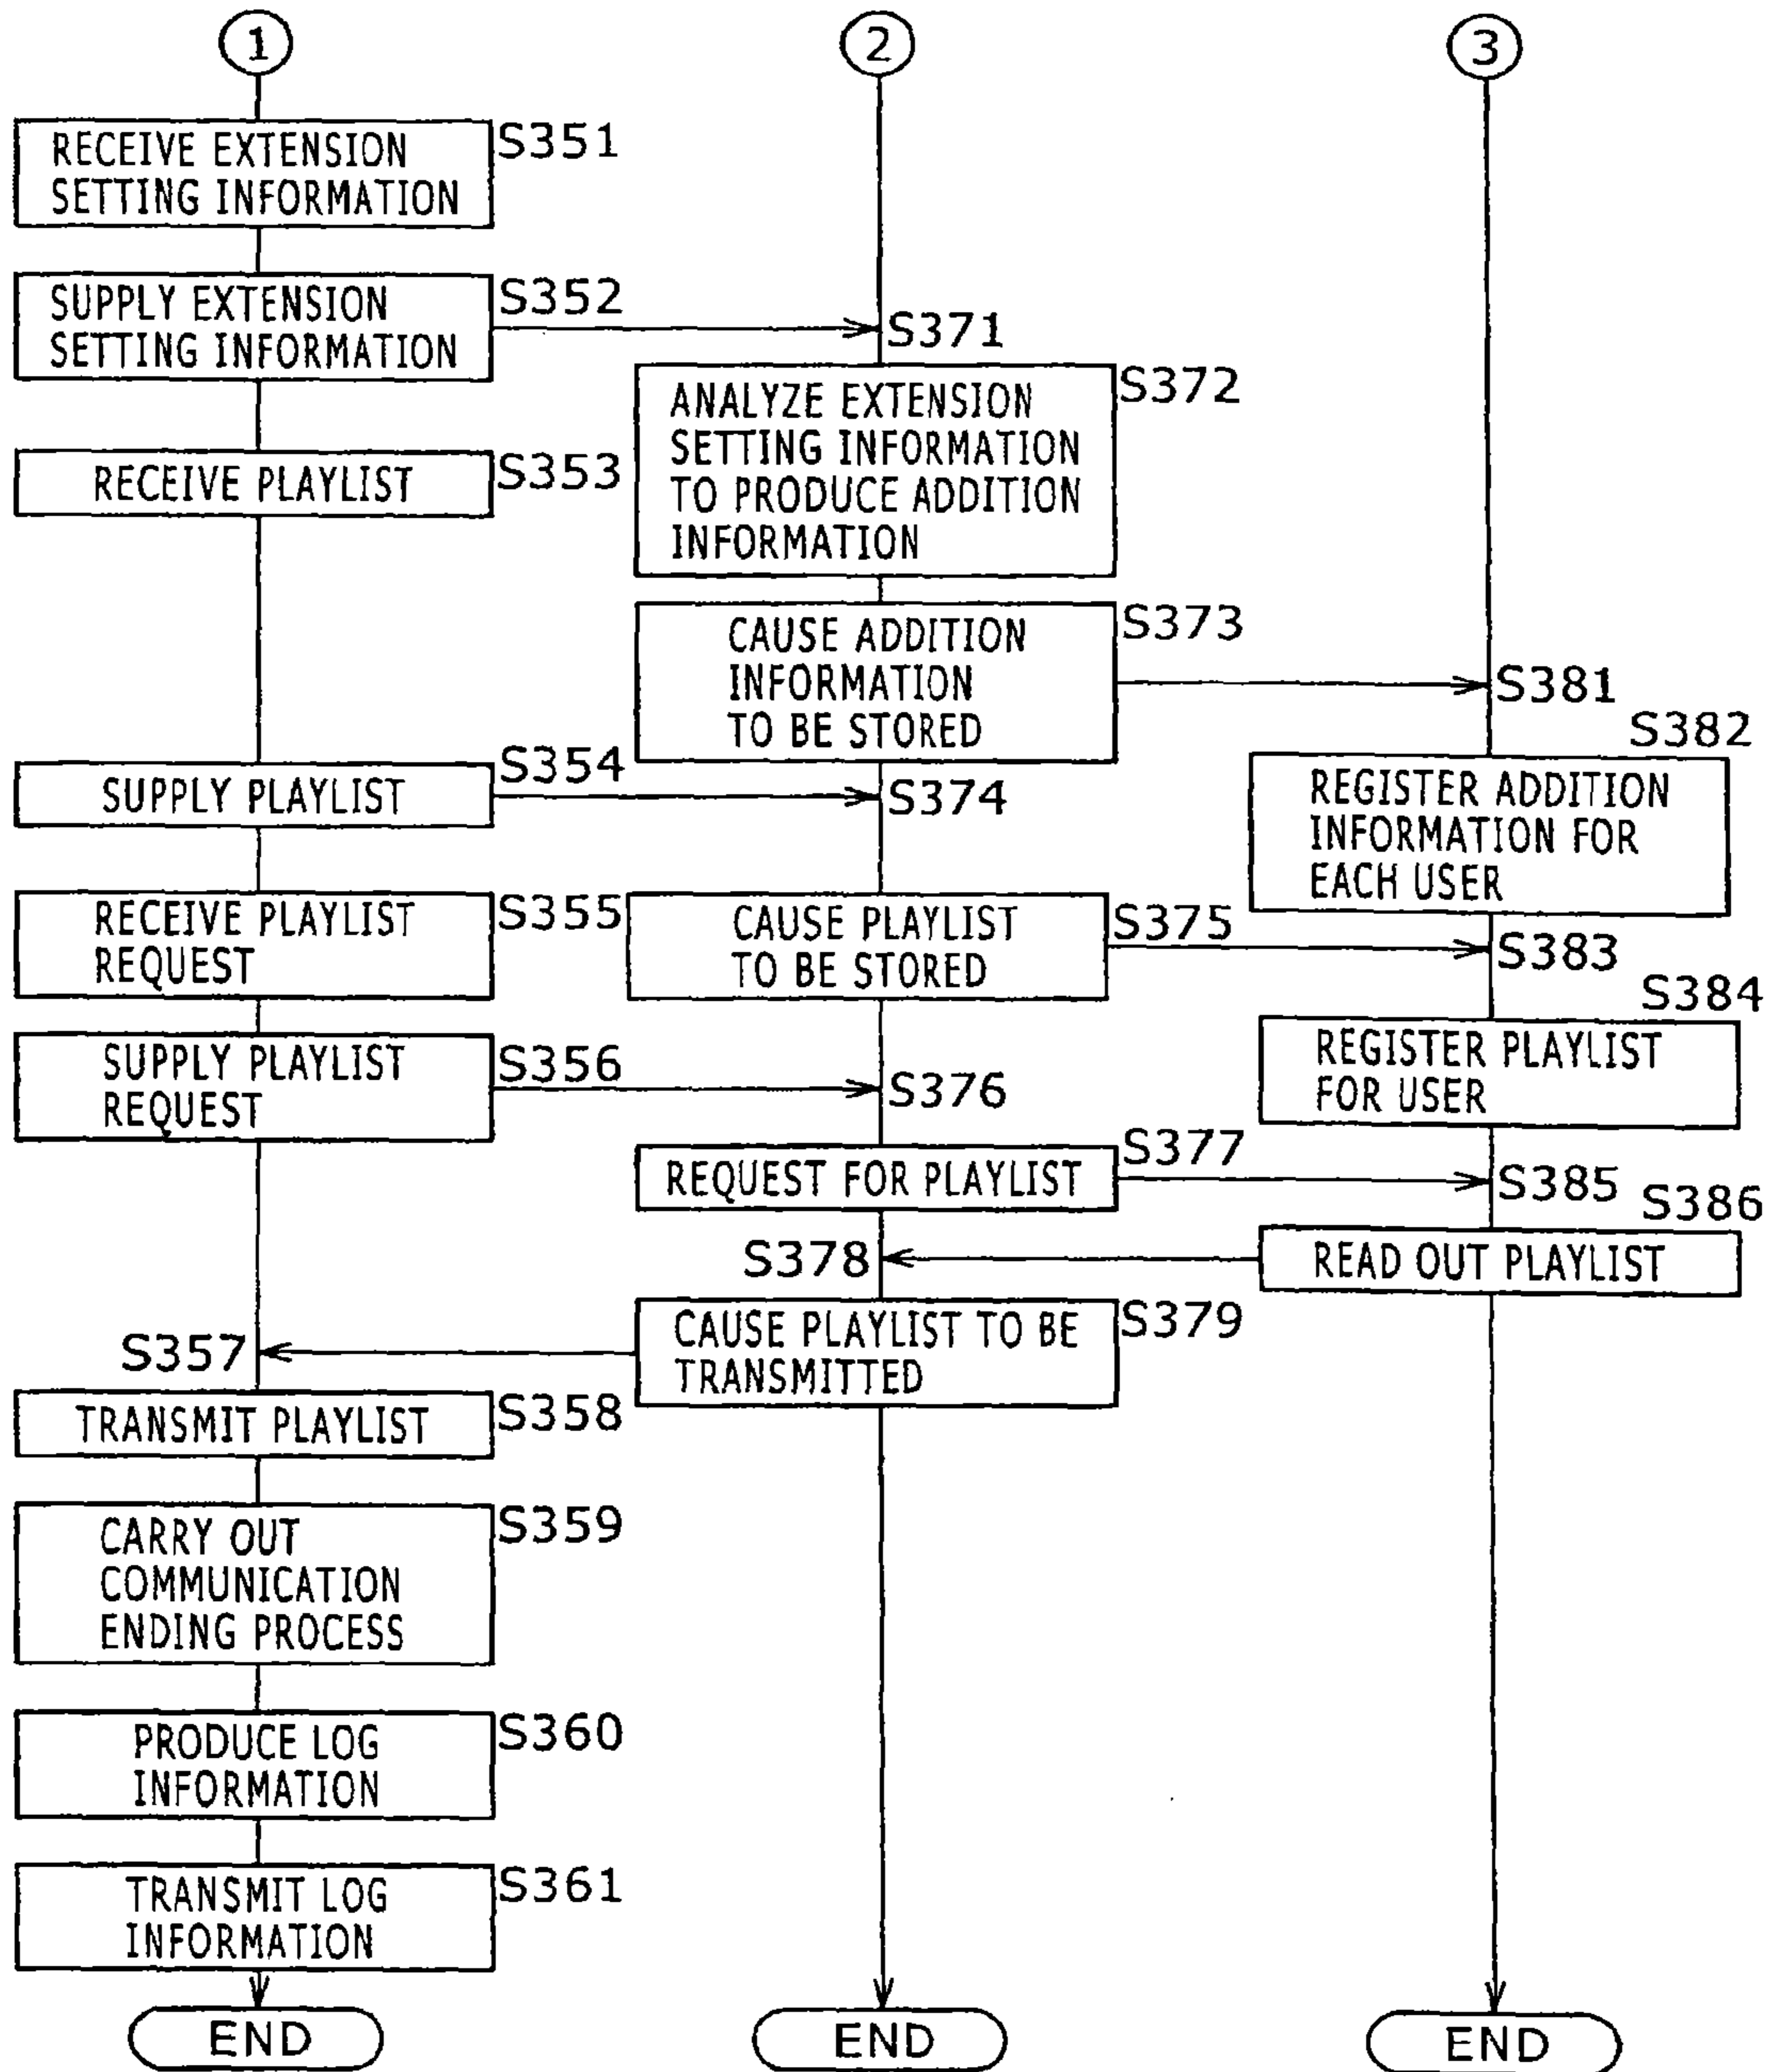 1
2
3
RECEIVE EXTENSION
SETTING INFORMATION
S351
SUPPLY EXTENSION
SETTING INFORMATION
S352
S371
ANALYZE EXTENSION
SETTING INFORMATION
TO PRODUCE ADDITION
INFORMATION
S372
RECEIVE PLAYLIST
S353
CAUSE ADDITION
INFORMATION
TO BE STORED
S373
S381
S382
REGISTER ADDITION
INFORMATION FOR
EACH USER
SUPPLY PLAYLIST
S354
S374
RECEIVE PLAYLIST
REQUEST
S355
CAUSE PLAYLIST
TO BE STORED
S375
S383
S384
REGISTER PLAYLIST
FOR USER
SUPPLY PLAYLIST
REQUEST
S356
S376
REQUEST FOR PLAYLIST
S377
S385
S386
READ OUT PLAYLIST
S378
CAUSE PLAYLIST TO BE
TRANSMITTED
S379
S357
TRANSMIT PLAYLIST
S358
CARRY OUT
COMMUNICATION
ENDING PROCESS
S359
PRODUCE LOG
INFORMATION
S360
TRANSMIT LOG
INFORMATION
S361
END
END
END